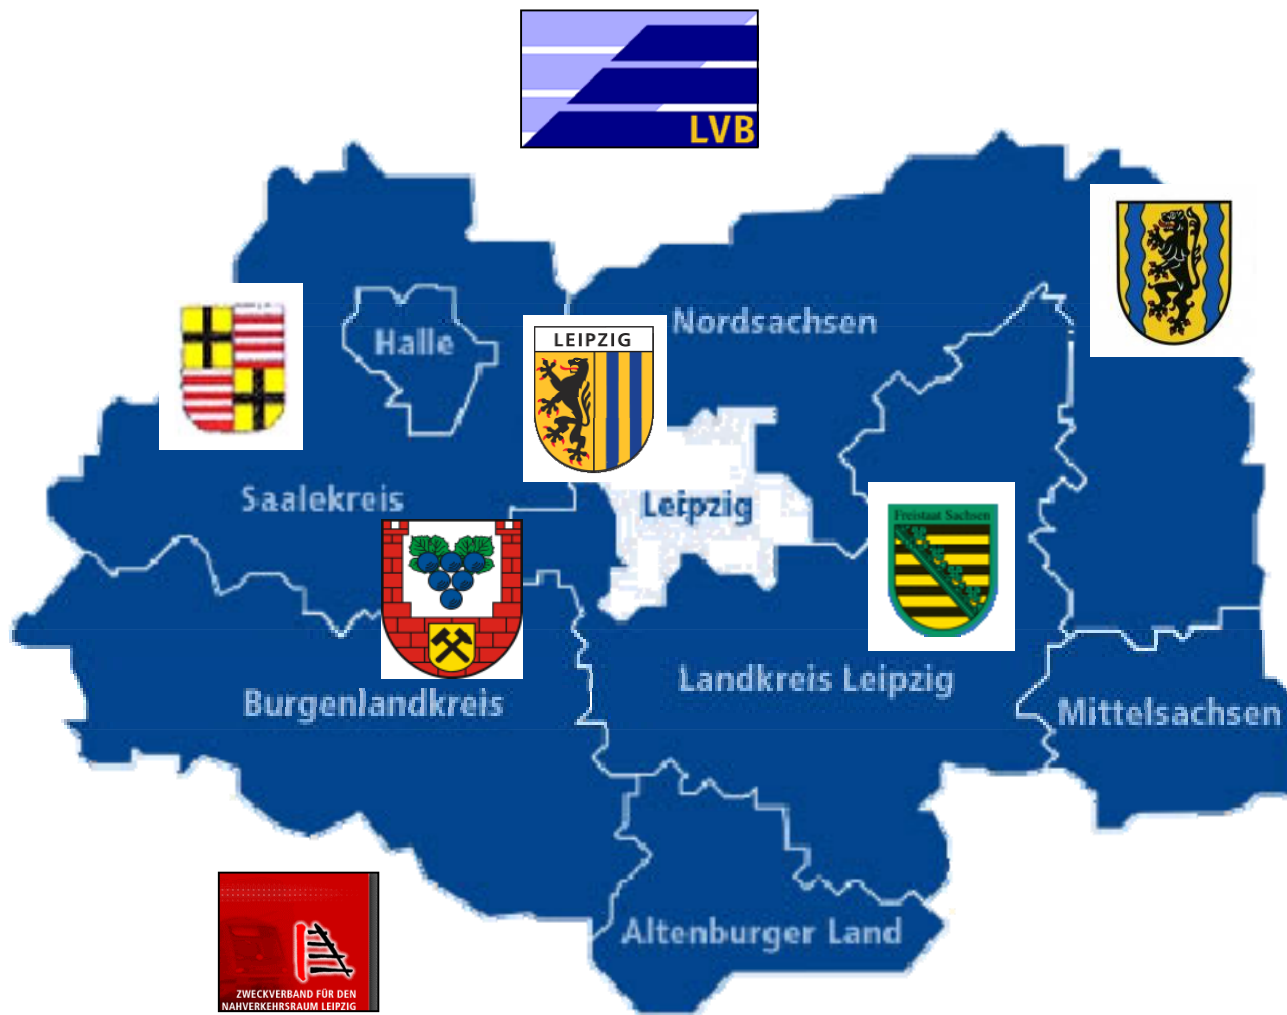 LVB
Nordsachsen
Halle
LEIPZIG
Saalekreis
Leipzig
Freistaat Sachsen
Landkreis Leipzig
Burgenlandkreis
Mittelsachsen
Altenburger Land
ZWECKVERBAND FÜR DEN
NAHVERKEHRSRAUM LEIPZIG